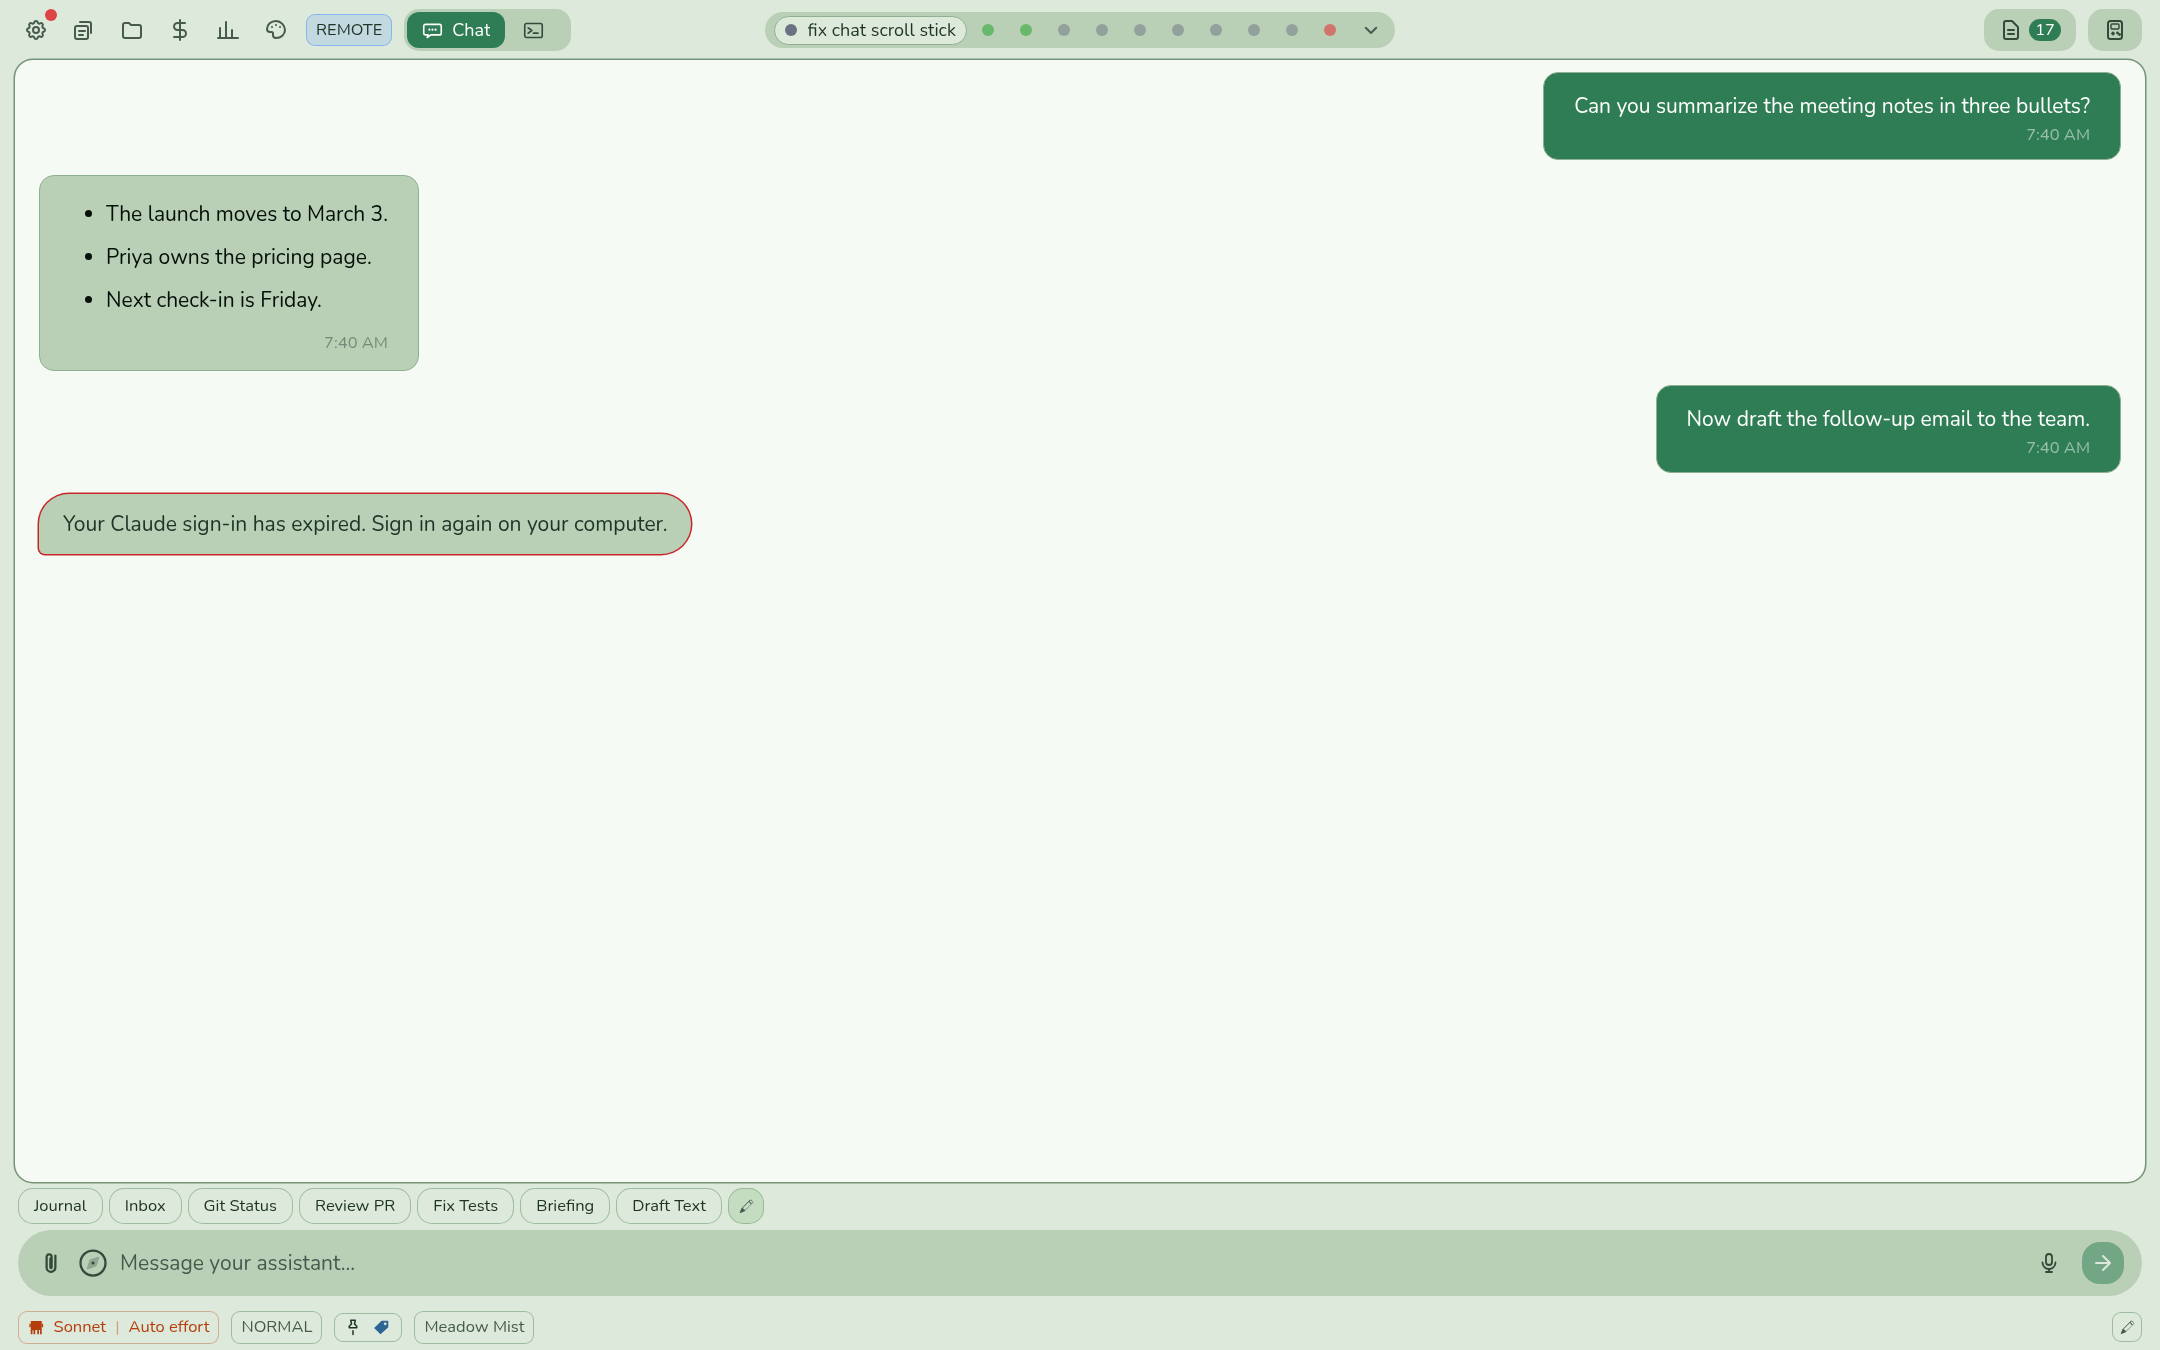 REMOTE
Chat
fix chat scroll stick
17
Can you summarize the meeting notes in three bullets?
7:40 AM
The launch moves to March 3.
Priya owns the pricing page.
Next check-in is Friday.
7:40 AM
Now draft the follow-up email to the team.
7:40 AM
Your Claude sign-in has expired. Sign in again on your computer.
Journal
Inbox
Git Status
Review PR
Fix Tests
Briefing
Draft Text
Message your assistant...
Sonnet | Auto effort
NORMAL
Meadow Mist